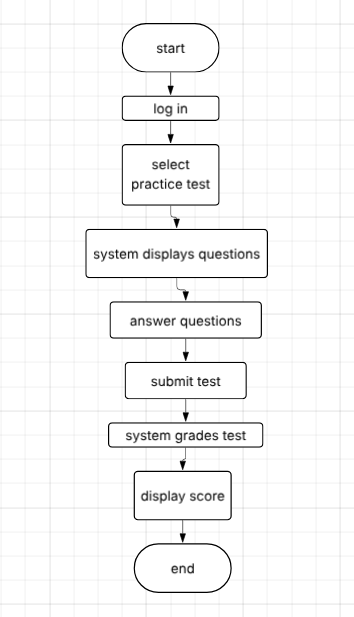 start
log in
select
practice test
system displays questions
answer questions
submit test
system grades test
display score
end